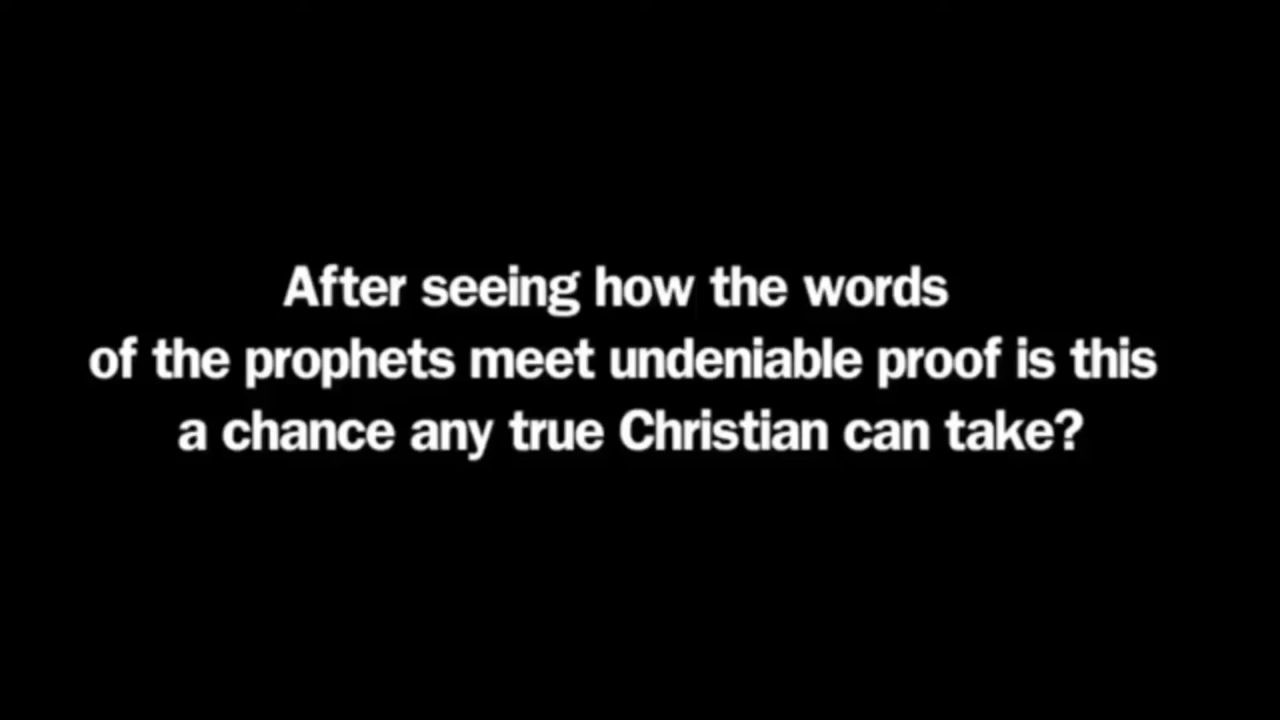 After seeing how the words
of the prophets meet undeniable proof is this
a chance any true Christian can take?